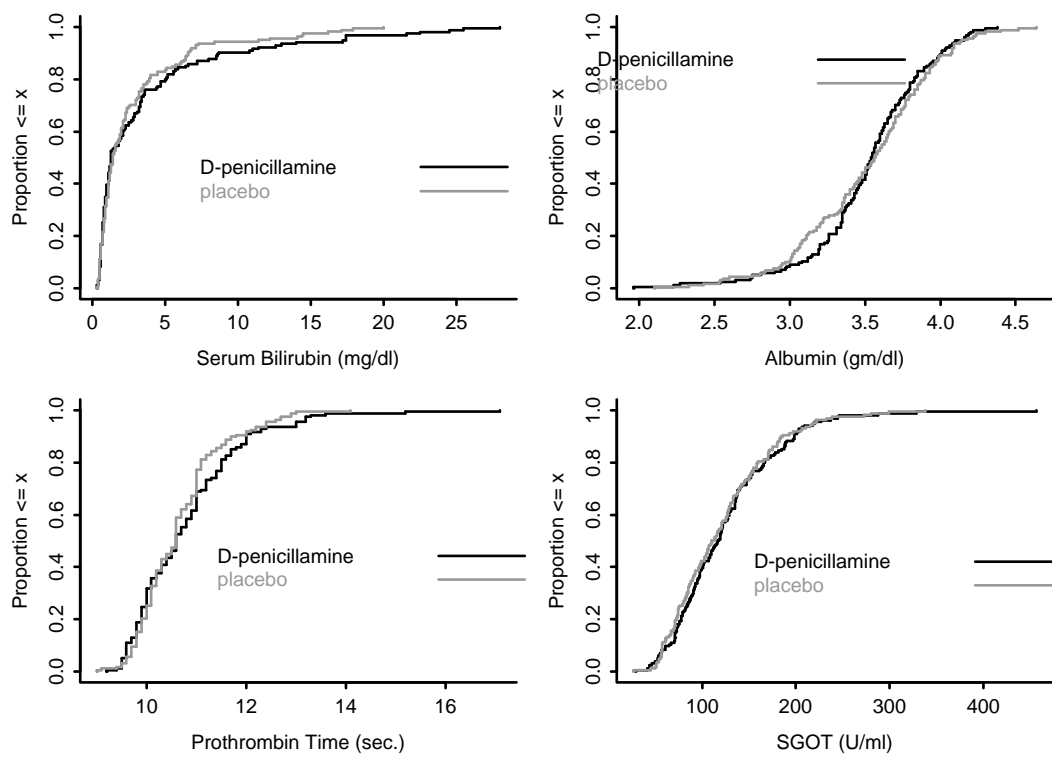 Proportion <= x
1.0
0.8
0.6
0.4
0.2
0.0
D-penicillamine
placebo
0 5 10 15 20 25
Serum Bilirubin (mg/dl)
Proportion <= x
1.0
0.8
0.6
0.4
0.2
0.0
D-penicillamine
placebo
2.0 2.5 3.0 3.5 4.0 4.5
Albumin (gm/dl)
Proportion <= x
1.0
0.8
0.6
0.4
0.2
0.0
D-penicillamine
placebo
10 12 14 16
Prothrombin Time (sec.)
Proportion <= x
1.0
0.8
0.6
0.4
0.2
0.0
D-penicillamine
placebo
100 200 300 400
SGOT (U/ml)